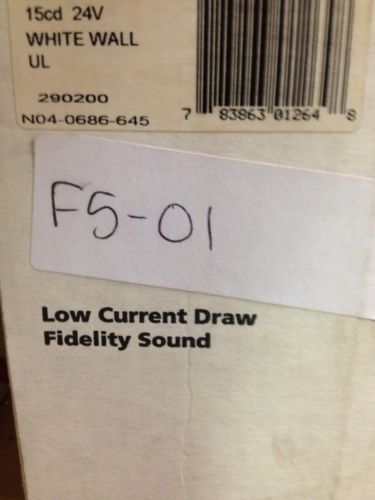 15cd 24V
WHITE WALL
UL
290200
N04-0686-645
7 83863 01264 8
F5-01
Low Current Draw
Fidelity Sound